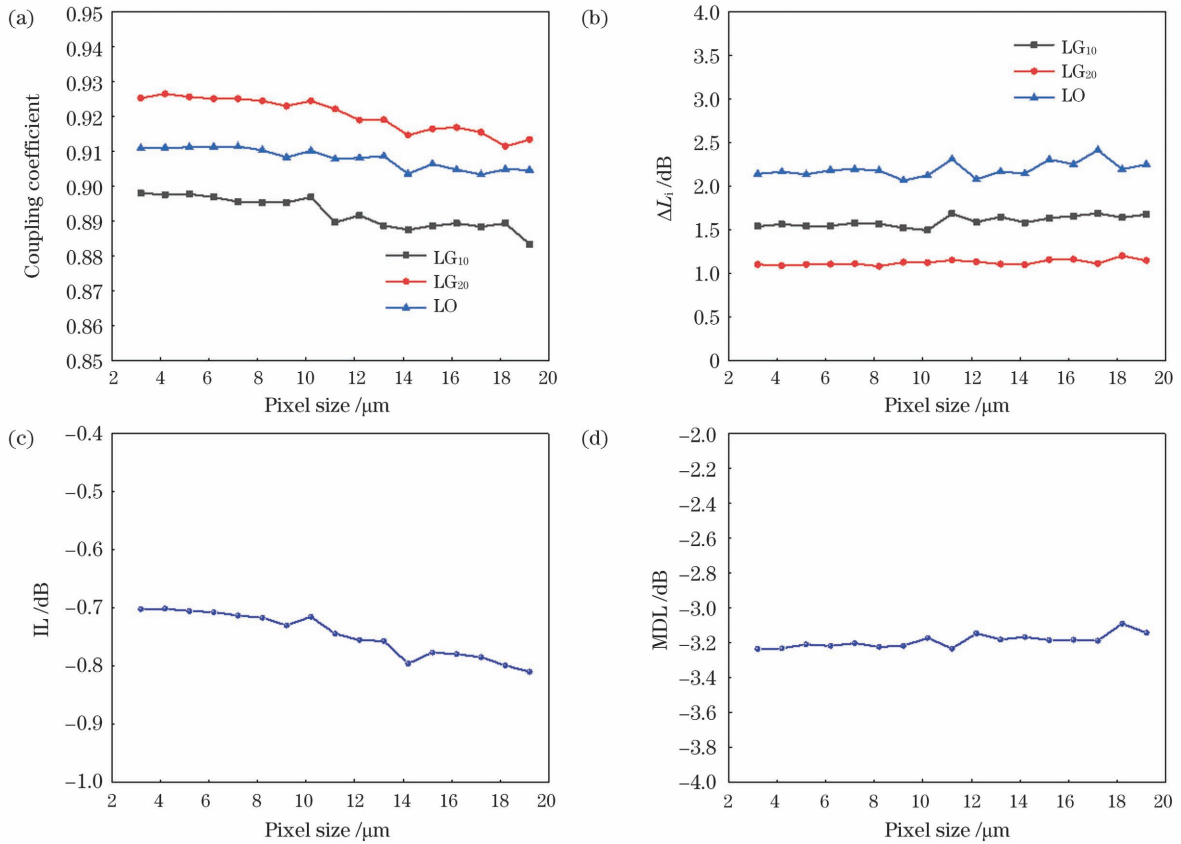 (a)
0.95
0.94
0.93
0.92
0.91
0.90
0.89
0.88
0.87
0.86
0.85
Coupling coefficient
LG10
LG20
LO
2 4 6 8 10 12 14 16 18 20
Pixel size /μm
(b)
4.0
3.5
3.0
2.5
2.0
1.5
1.0
0.5
0
ΔLi /dB
LG10
LG20
LO
2 4 6 8 10 12 14 16 18 20
Pixel size /μm
(c)
−0.4
−0.5
−0.6
−0.7
−0.8
−0.9
−1.0
IL /dB
2 4 6 8 10 12 14 16 18 20
Pixel size /μm
(d)
−2.0
−2.2
−2.4
−2.6
−2.8
−3.0
−3.2
−3.4
−3.6
−3.8
−4.0
MDL /dB
2 4 6 8 10 12 14 16 18 20
Pixel size /μm